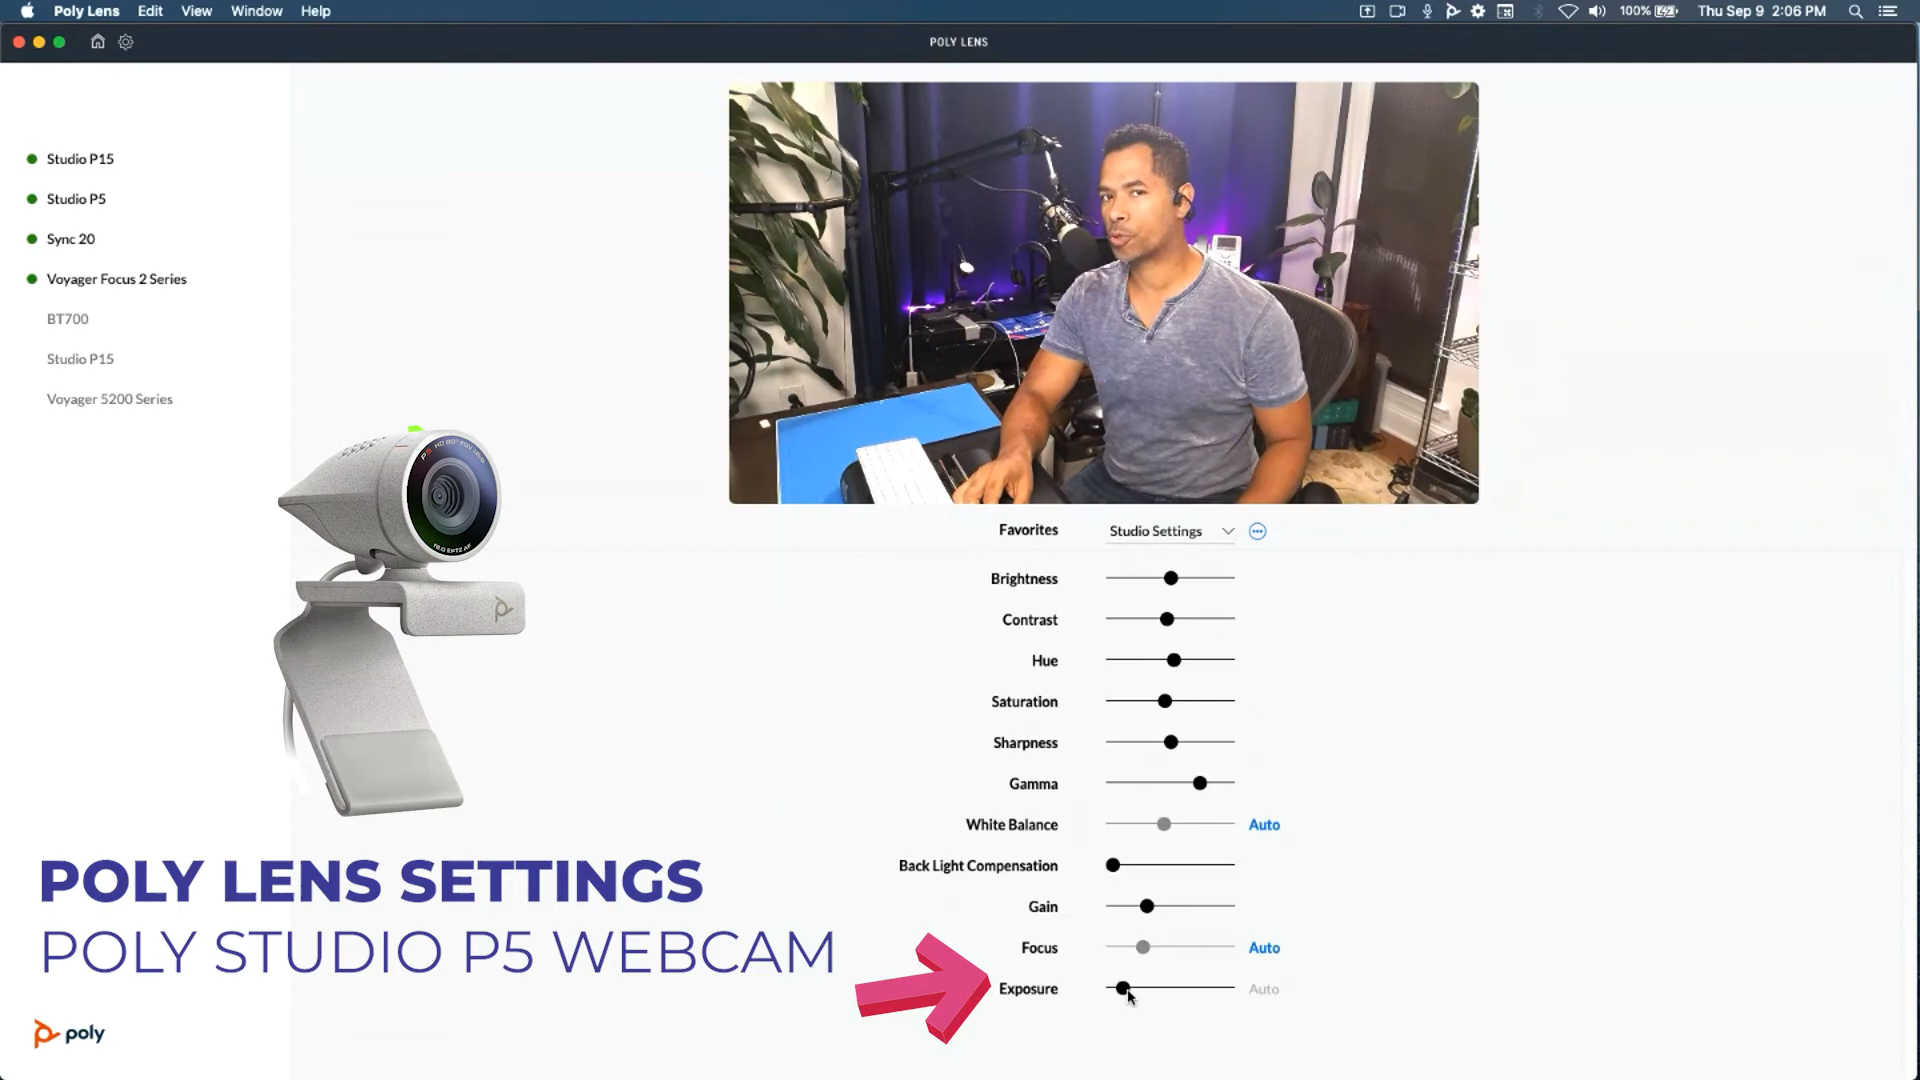 Poly Lens Edit View Window Help 100% Thu Sep 9 2:06 PM
POLY LENS
Studio P15
Studio P5
Sync 20
Voyager Focus 2 Series
BT700
Studio P15
Voyager 5200 Series
Favorites Studio Settings
Brightness
Contrast
Hue
Saturation
Sharpness
Gamma
White Balance Auto
Back Light Compensation
Gain
Focus Auto
Exposure Auto
POLY LENS SETTINGS
POLY STUDIO P5 WEBCAM
poly